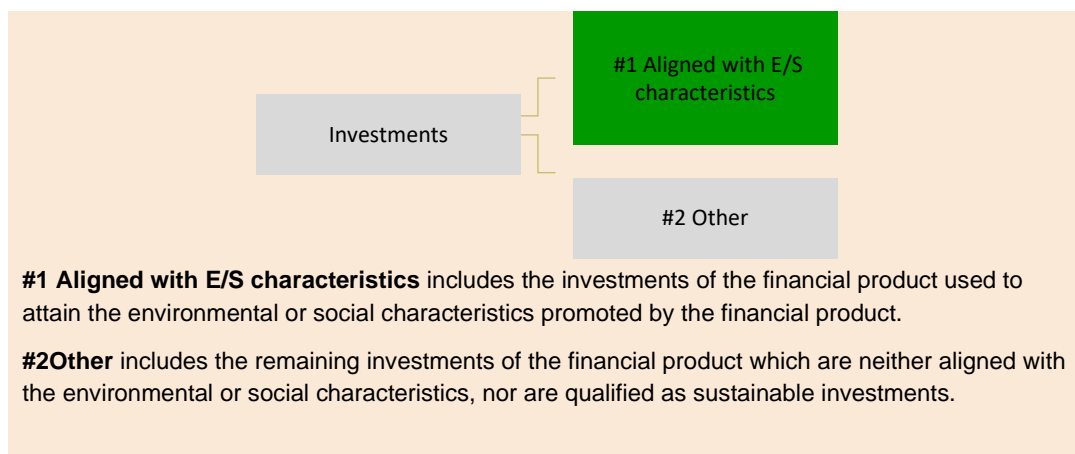 #1 Aligned with E/S
characteristics
Investments
#2 Other
#1 Aligned with E/S characteristics includes the investments of the financial product used to
attain the environmental or social characteristics promoted by the financial product.
#2Other includes the remaining investments of the financial product which are neither aligned with
the environmental or social characteristics, nor are qualified as sustainable investments.